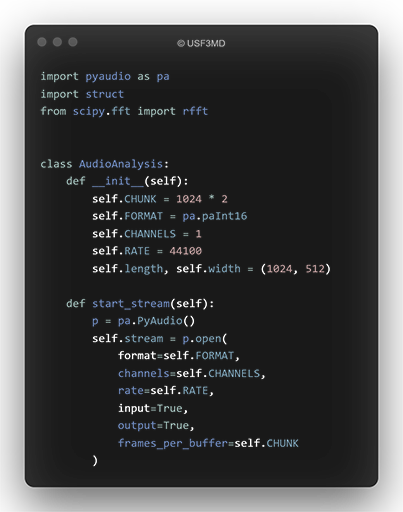 © USF3MD
import pyaudio as pa
import struct
from scipy.fft import rfft
class AudioAnalysis:
def __init__(self):
self.CHUNK = 1024 * 2
self.FORMAT = pa.paInt16
self.CHANNELS = 1
self.RATE = 44100
self.length, self.width = (1024, 512)
def start_stream(self):
p = pa.PyAudio()
self.stream = p.open(
format=self.FORMAT,
channels=self.CHANNELS,
rate=self.RATE,
input=True,
output=True,
frames_per_buffer=self.CHUNK
)